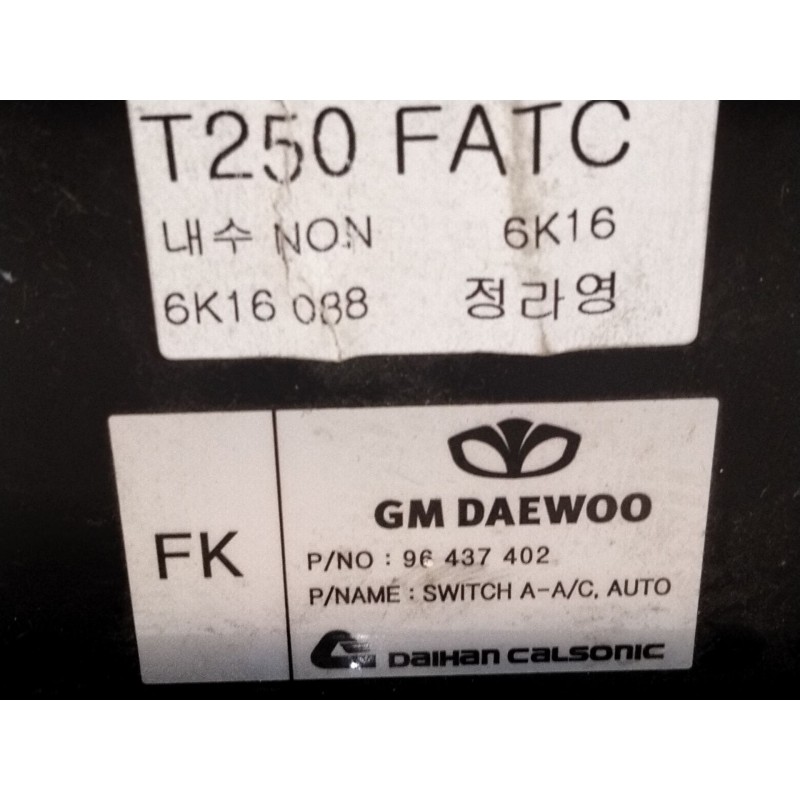 T250 FATC
내수 NON 6K16
6K16 088 정라영
GM DAEWOO
FK
P/NO : 96 437 402
P/NAME : SWITCH A-A/C, AUTO
DAIHAN CALSONIC